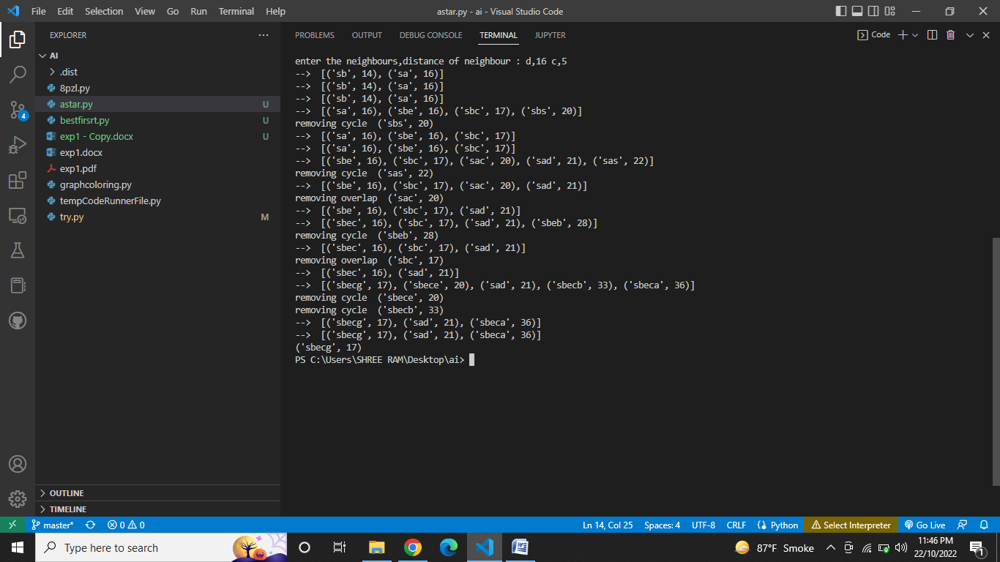 File Edit Selection View Go Run Terminal Help
astar.py - ai - Visual Studio Code
EXPLORER
AI
.dist
8pzl.py
astar.py U
bestfirsrt.py U
exp1 - Copy.docx U
exp1.docx
exp1.pdf
graphcoloring.py
tempCodeRunnerFile.py
try.py M
OUTLINE
TIMELINE
4
PROBLEMS OUTPUT DEBUG CONSOLE TERMINAL JUPYTER
Code
enter the neighbours,distance of neighbour : d,16 c,5
--> [('sb', 14), ('sa', 16)]
--> [('sb', 14), ('sa', 16)]
--> [('sb', 14), ('sa', 16)]
--> [('sa', 16), ('sbe', 16), ('sbc', 17), ('sbs', 20)]
removing cycle ('sbs', 20)
--> [('sa', 16), ('sbe', 16), ('sbc', 17)]
--> [('sa', 16), ('sbe', 16), ('sbc', 17)]
--> [('sbe', 16), ('sbc', 17), ('sac', 20), ('sad', 21), ('sas', 22)]
removing cycle ('sas', 22)
--> [('sbe', 16), ('sbc', 17), ('sac', 20), ('sad', 21)]
removing overlap ('sac', 20)
--> [('sbe', 16), ('sbc', 17), ('sad', 21)]
--> [('sbec', 16), ('sbc', 17), ('sad', 21), ('sbeb', 28)]
removing cycle ('sbeb', 28)
--> [('sbec', 16), ('sbc', 17), ('sad', 21)]
removing overlap ('sbc', 17)
--> [('sbec', 16), ('sad', 21)]
--> [('sbecg', 17), ('sbece', 20), ('sad', 21), ('sbecb', 33), ('sbeca', 36)]
removing cycle ('sbece', 20)
removing cycle ('sbecb', 33)
--> [('sbecg', 17), ('sad', 21), ('sbeca', 36)]
--> [('sbecg', 17), ('sad', 21), ('sbeca', 36)]
('sbecg', 17)
PS C:\Users\SHREE RAM\Desktop\ai>
master* 0 0 Ln 14, Col 25 Spaces: 4 UTF-8 CRLF Python Select Interpreter Go Live
Type here to search
87°F Smoke
11:46 PM
22/10/2022
1